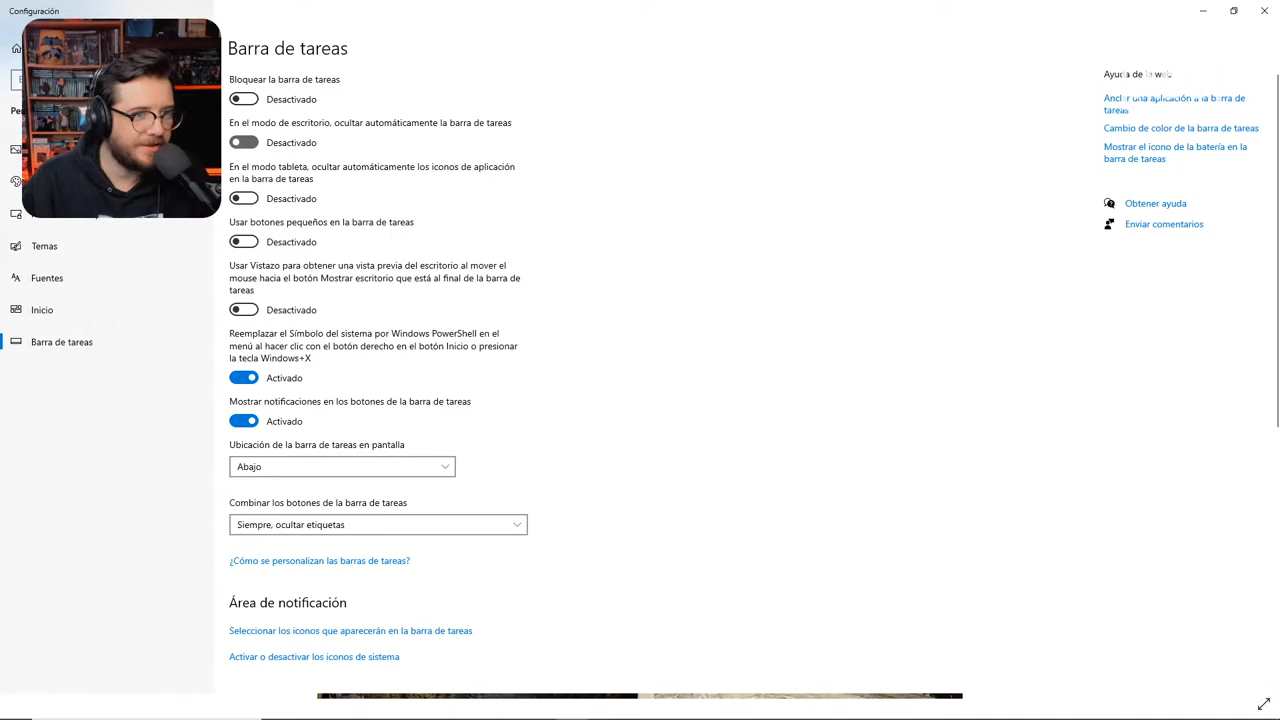 Configuración
Barra de tareas
Bloquear la barra de tareas
Desactivado
En el modo de escritorio, ocultar automáticamente la barra de tareas
Desactivado
En el modo tableta, ocultar automáticamente los iconos de aplicación
en la barra de tareas
Desactivado
Usar botones pequeños en la barra de tareas
Desactivado
Usar Vistazo para obtener una vista previa del escritorio al mover el
mouse hacia el botón Mostrar escritorio que está al final de la barra de
tareas
Desactivado
Reemplazar el Símbolo del sistema por Windows PowerShell en el
menú al hacer clic con el botón derecho en el botón Inicio o presionar
la tecla Windows+X
Activado
Mostrar notificaciones en los botones de la barra de tareas
Activado
Ubicación de la barra de tareas en pantalla
Abajo
Combinar los botones de la barra de tareas
Siempre, ocultar etiquetas
¿Cómo se personalizan las barras de tareas?
Área de notificación
Seleccionar los iconos que aparecerán en la barra de tareas
Activar o desactivar los iconos de sistema
Temas
Fuentes
Inicio
Barra de tareas
Ayuda de la web
Anclar una aplicación a la barra de
tareas
Cambio de color de la barra de tareas
Mostrar el icono de la batería en la
barra de tareas
Obtener ayuda
Enviar comentarios